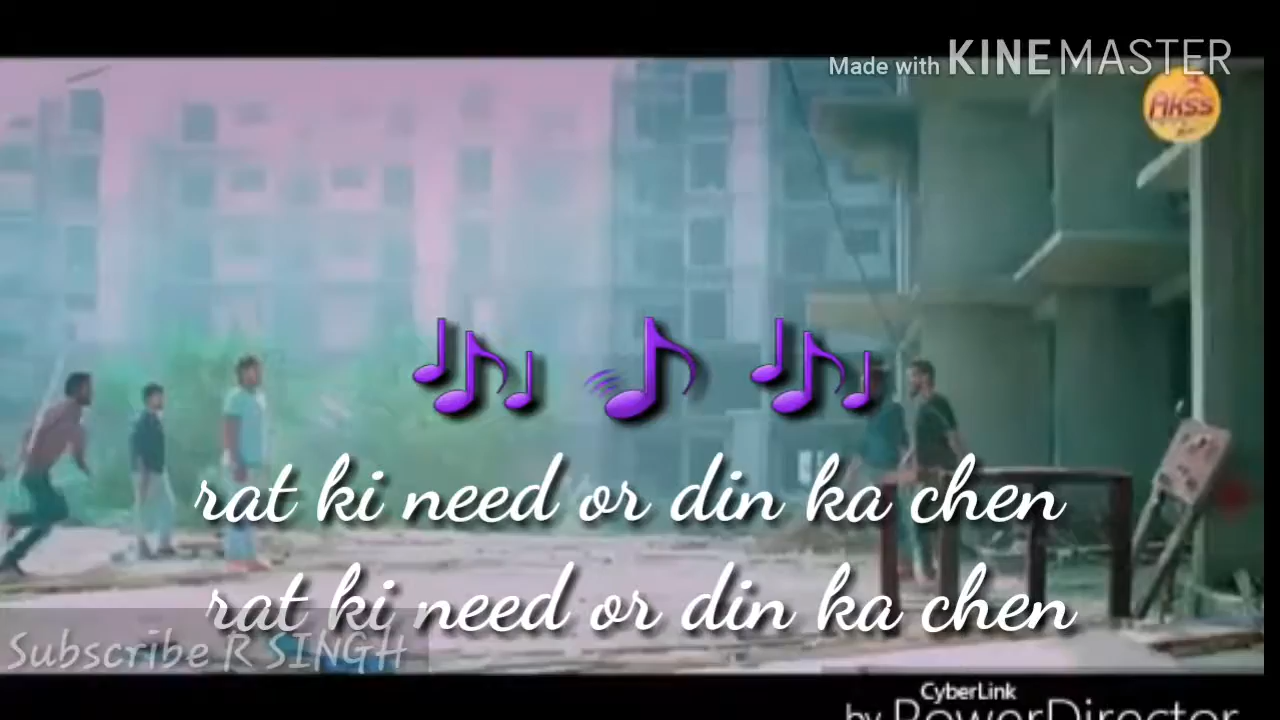 Made with KINEMASTER
Akss
rat ki need or din ka chen
rat ki need or din ka chen
Subscribe R SINGH
CyberLink
by PowerDirector